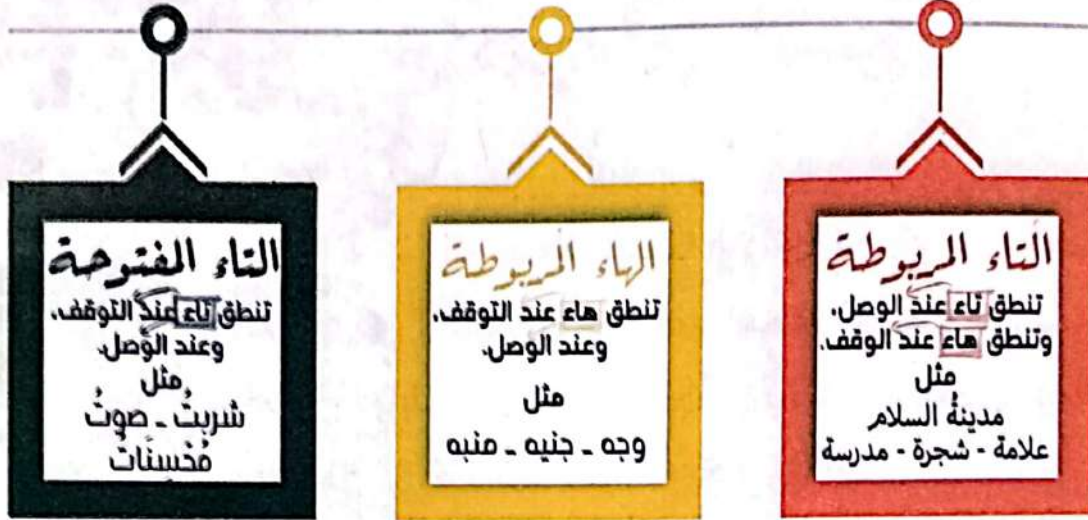 التاء المربوطة
تنطق تاء عند الوصل،
وتنطق هاء عند الوقف.
مثل
مدينةُ السلام
علامة - شجرة - مدرسة
الهاء المربوطة
تنطق هاء عند التوقف،
وعند الوصل.
مثل
وجه - جنيه - منبه
التاء المفتوحة
تنطق تاء عند التوقف،
وعند الوصل.
مثل
شربتُ - صوتُ
مُحْسِنَاتُ